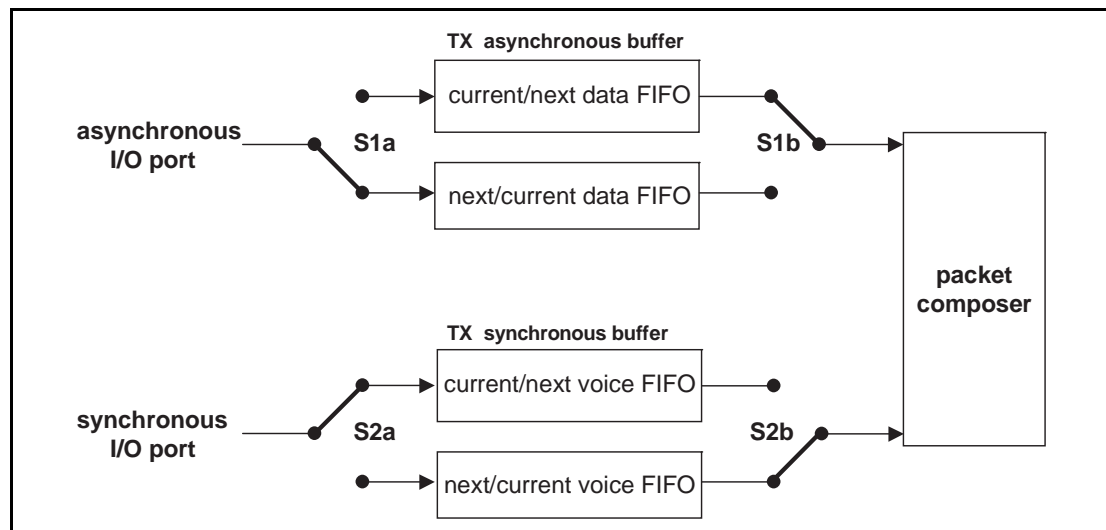 TX asynchronous buffer
current/next data FIFO
asynchronous
I/O port
S1a
S1b
next/current data FIFO
packet
composer
TX synchronous buffer
current/next voice FIFO
synchronous
I/O port
S2a
S2b
next/current voice FIFO